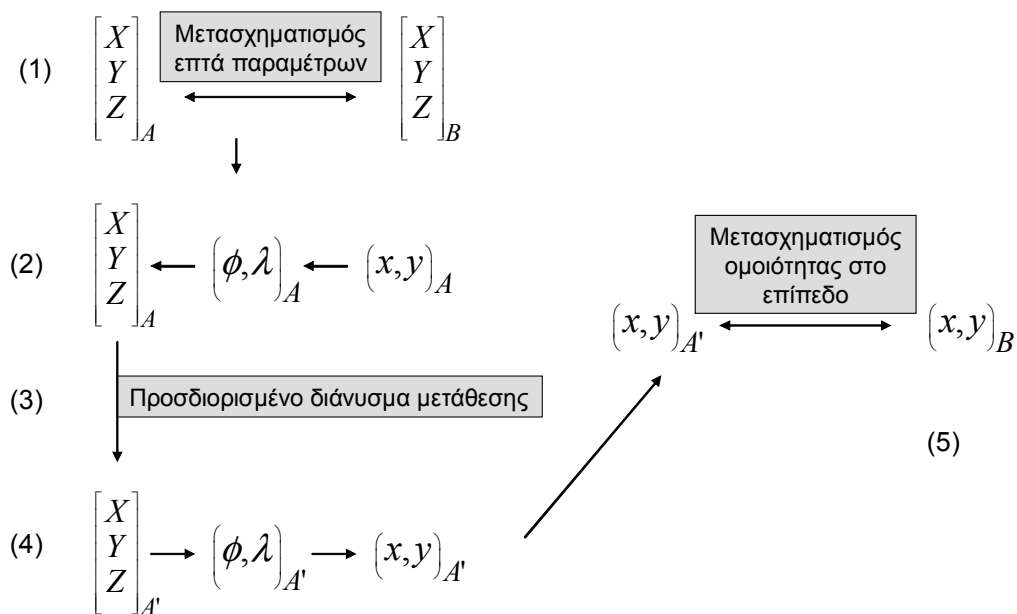 (1)
X
Y
Z
A
Μετασχηματισμός
επτά παραμέτρων
X
Y
Z
B
(2)
X
Y
Z
A
(ϕ,λ)A
(x,y)A
Μετασχηματισμός
ομοιότητας στο
επίπεδο
(x,y)A'
(x,y)B
(3)
Προσδιορισμένο διάνυσμα μετάθεσης
(5)
(4)
X
Y
Z
A'
(ϕ,λ)A'
(x,y)A'